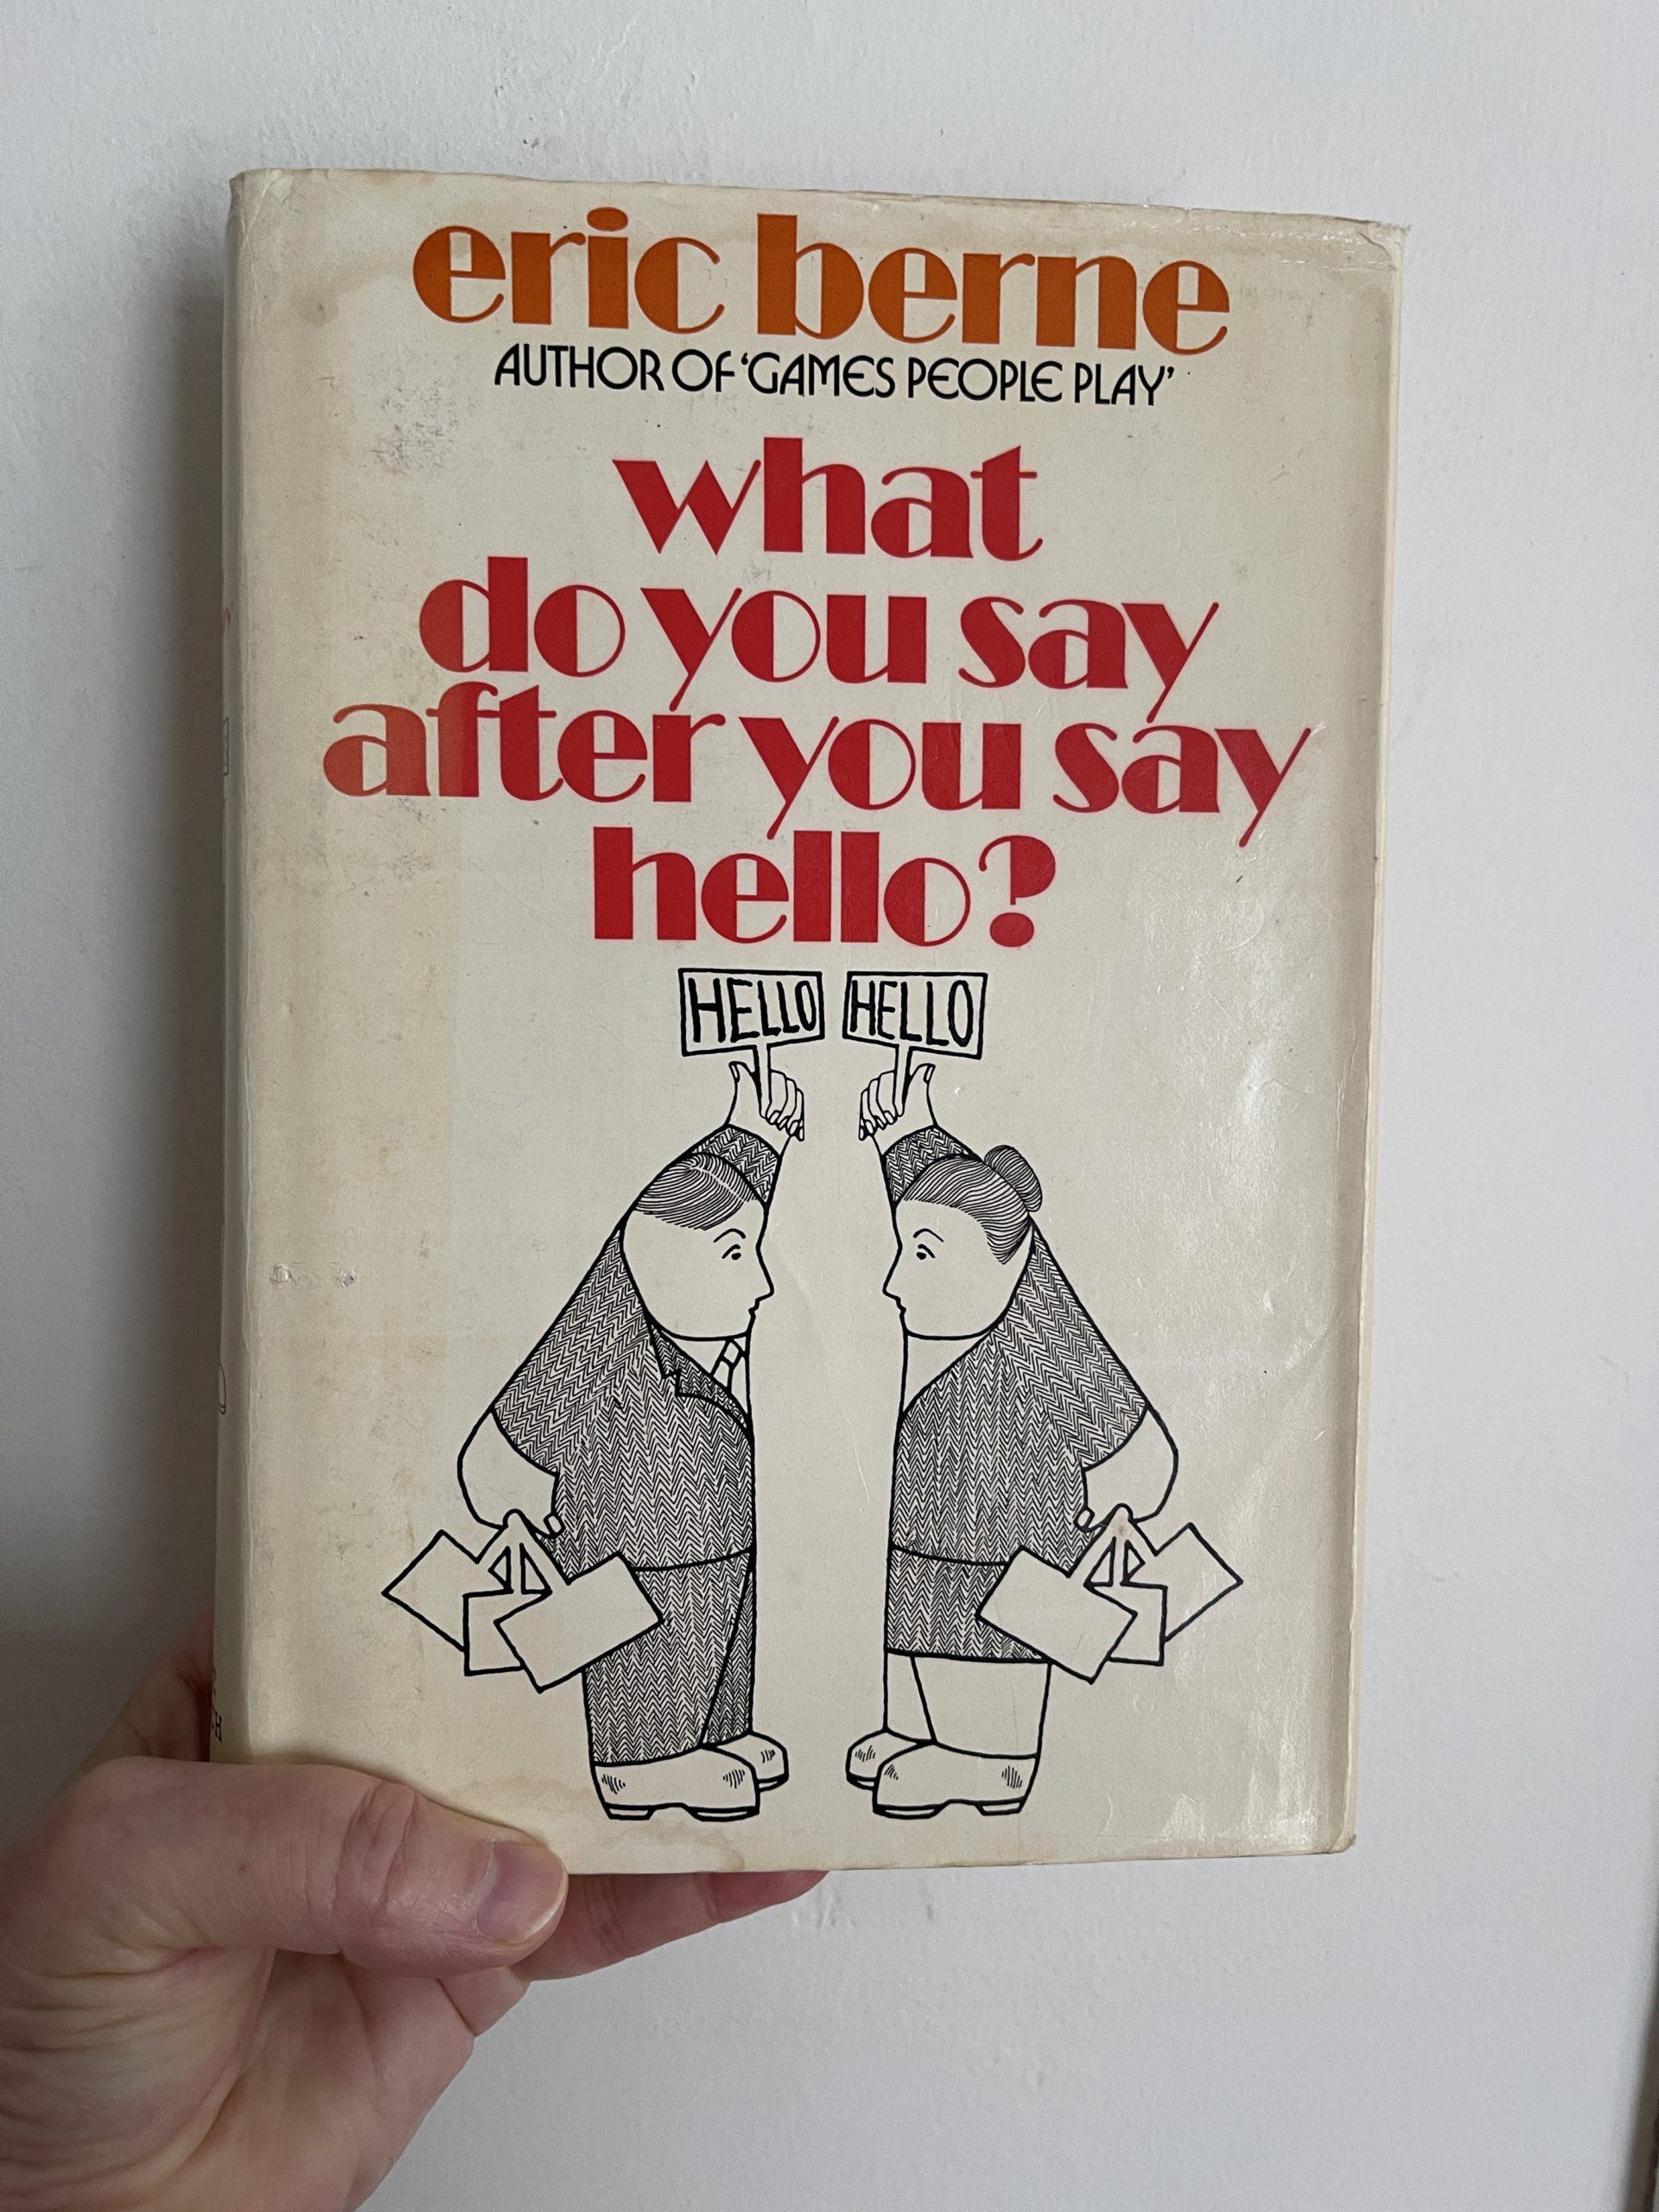 eric berne
AUTHOR OF 'GAMES PEOPLE PLAY'
what
do you say
after you say
hello?
HELLO HELLO